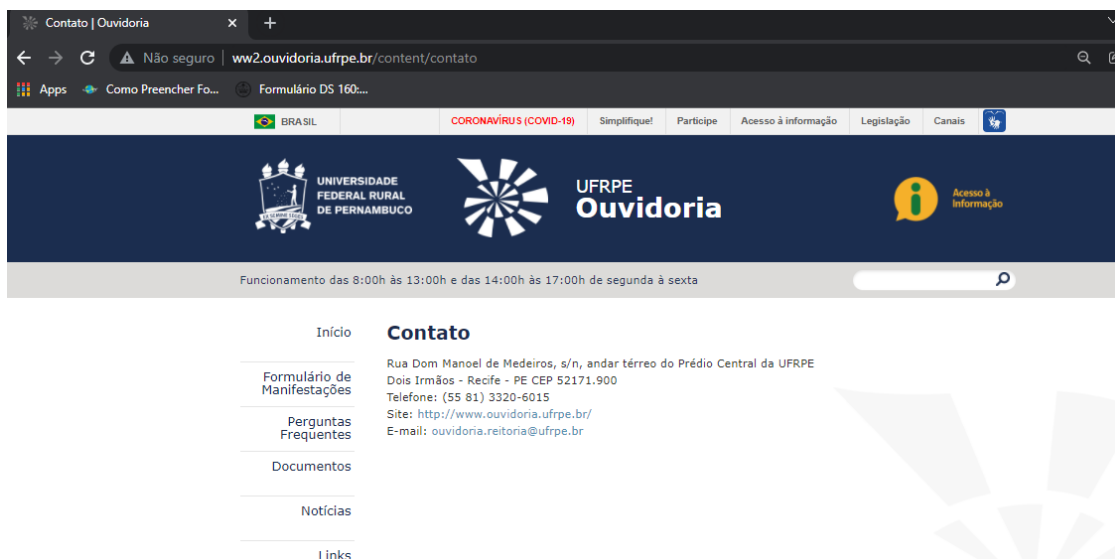 Contato | Ouvidoria
Não seguro | ww2.ouvidoria.ufrpe.br/content/contato
Apps Como Preencher Fo... Formulário DS 160:...
BRASIL CORONAVÍRUS (COVID-19) Simplifique! Participe Acesso à informação Legislação Canais
UNIVERSIDADE
FEDERAL RURAL
DE PERNAMBUCO
UFRPE
Ouvidoria
Acesso à
Informação
Funcionamento das 8:00h às 13:00h e das 14:00h às 17:00h de segunda à sexta
Início
Formulário de
Manifestações
Perguntas
Frequentes
Documentos
Notícias
Links
Contato
Rua Dom Manoel de Medeiros, s/n, andar térreo do Prédio Central da UFRPE
Dois Irmãos - Recife - PE CEP 52171.900
Telefone: (55 81) 3320-6015
Site: http://www.ouvidoria.ufrpe.br/
E-mail: ouvidoria.reitoria@ufrpe.br